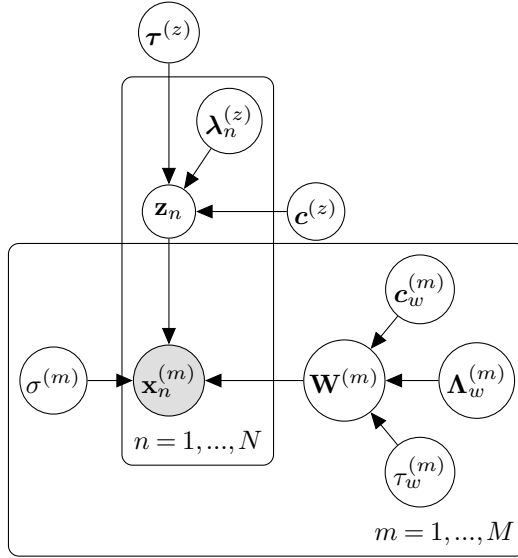 τ^(z)
λ_n^(z)
z_n
c^(z)
c_w^(m)
σ^(m)
x_n^(m)
W^(m)
Λ_w^(m)
n = 1, ..., N
τ_w^(m)
m = 1, ..., M